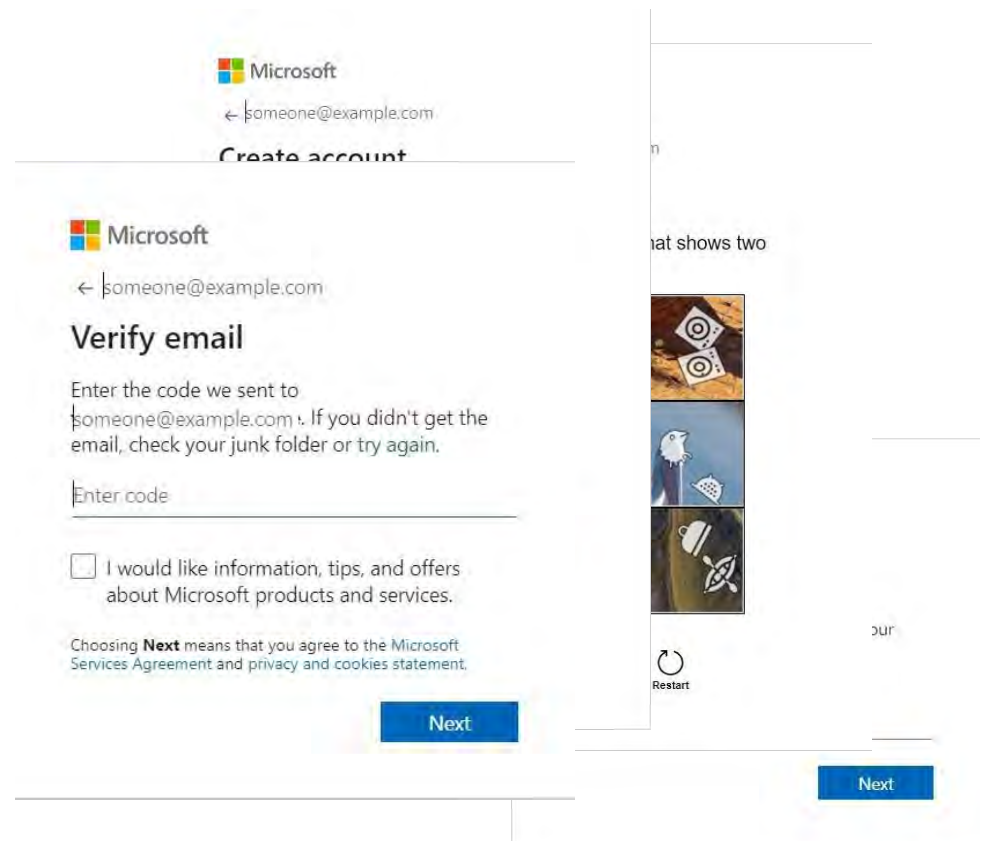 Microsoft
← someone@example.com
Create account
Microsoft
← someone@example.com
Verify email
Enter the code we sent to
someone@example.com. If you didn't get the
email, check your junk folder or try again.
Enter code
I would like information, tips, and offers
about Microsoft products and services.
Choosing Next means that you agree to the Microsoft
Services Agreement and privacy and cookies statement.
Next
shows two
Restart
Next